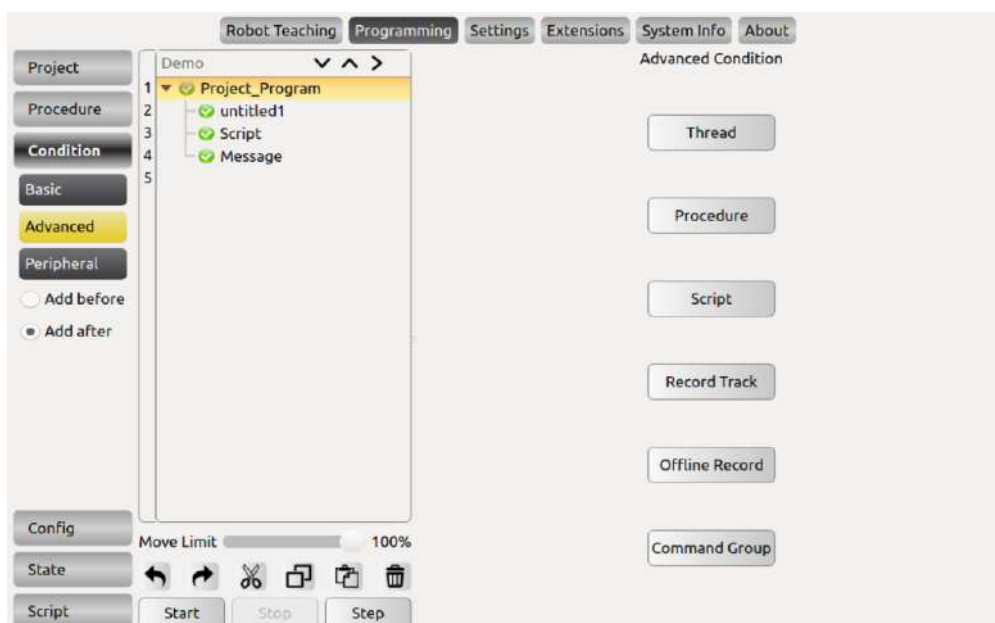 Robot Teaching Programming Settings Extensions System Info About
Project
Procedure
Condition
Basic
Advanced
Peripheral
Add before
Add after
Config
State
Script
Demo
1 Project_Program
2 untitled1
3 Script
4 Message
5
Move Limit 100%
Start Stop Step
Advanced Condition
Thread
Procedure
Script
Record Track
Offline Record
Command Group